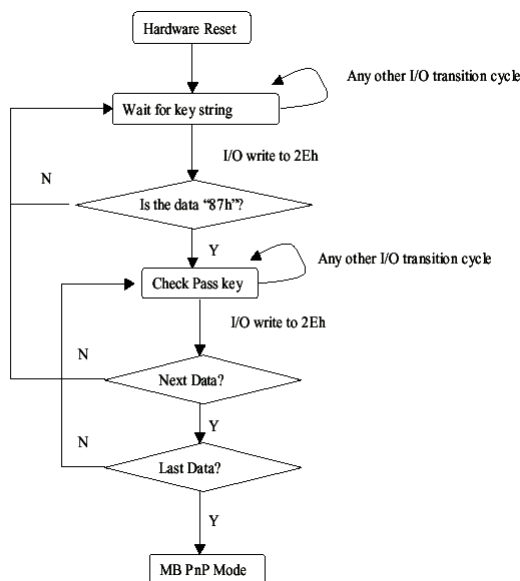 Hardware Reset
Any other I/O transition cycle
Wait for key string
I/O write to 2Eh
N
Is the data “87h”?
Y
Any other I/O transition cycle
Check Pass key
I/O write to 2Eh
N
Next Data?
Y
N
Last Data?
Y
MB PnP Mode